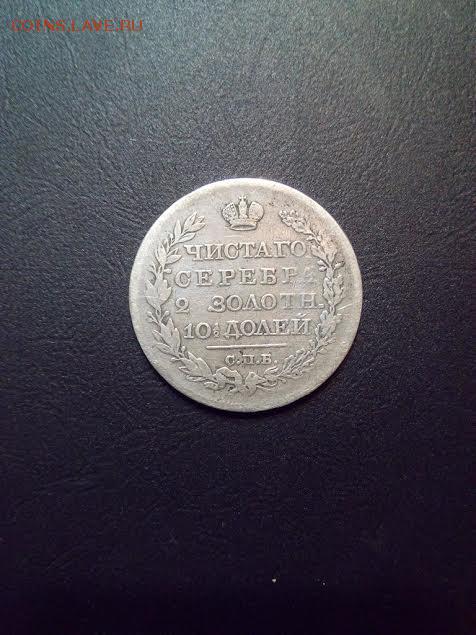 COINS.LAVE.RU
ЧИСТАГО
СЕРЕБРА
2 ЗОЛОТН.
10½ ДОЛЕЙ
С.П.Б.